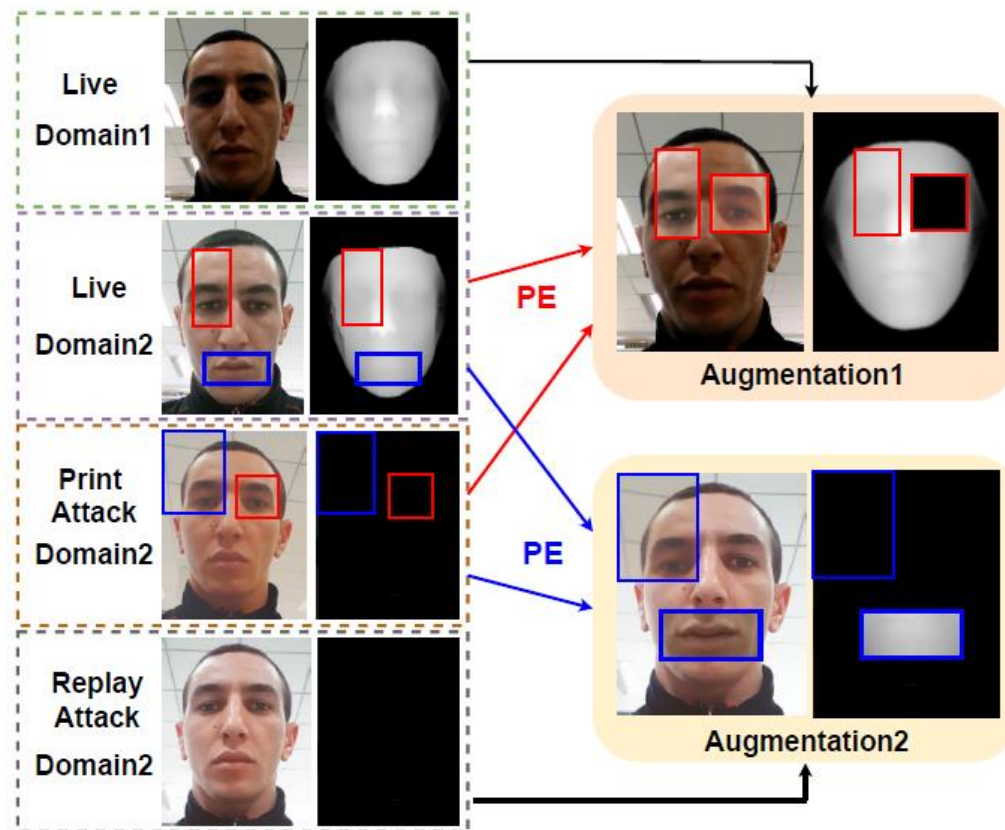 Live
Domain1
Live
Domain2
Print
Attack
Domain2
Replay
Attack
Domain2
PE
PE
Augmentation1
Augmentation2